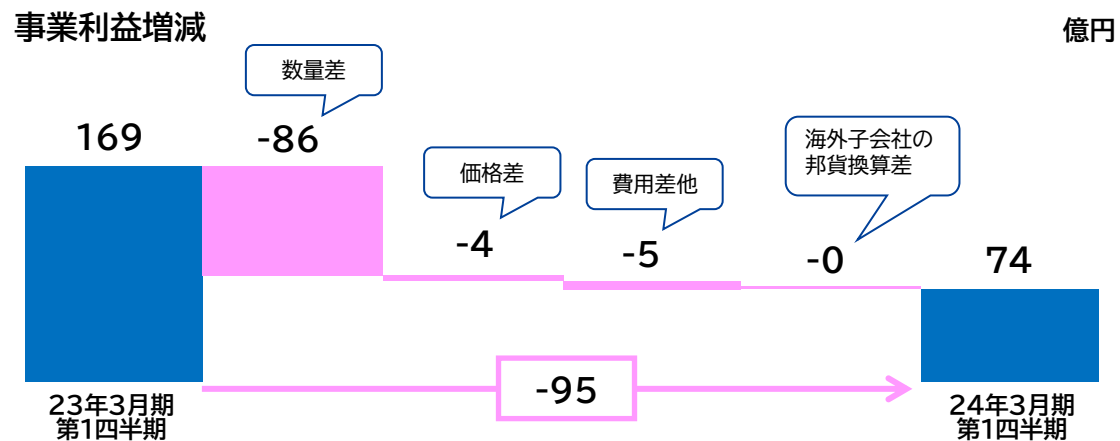 事業利益増減
億円
数量差
169
-86
価格差
費用差他
海外子会社の
邦貨換算差
-4
-5
-0
74
-95
23年3月期
第1四半期
24年3月期
第1四半期